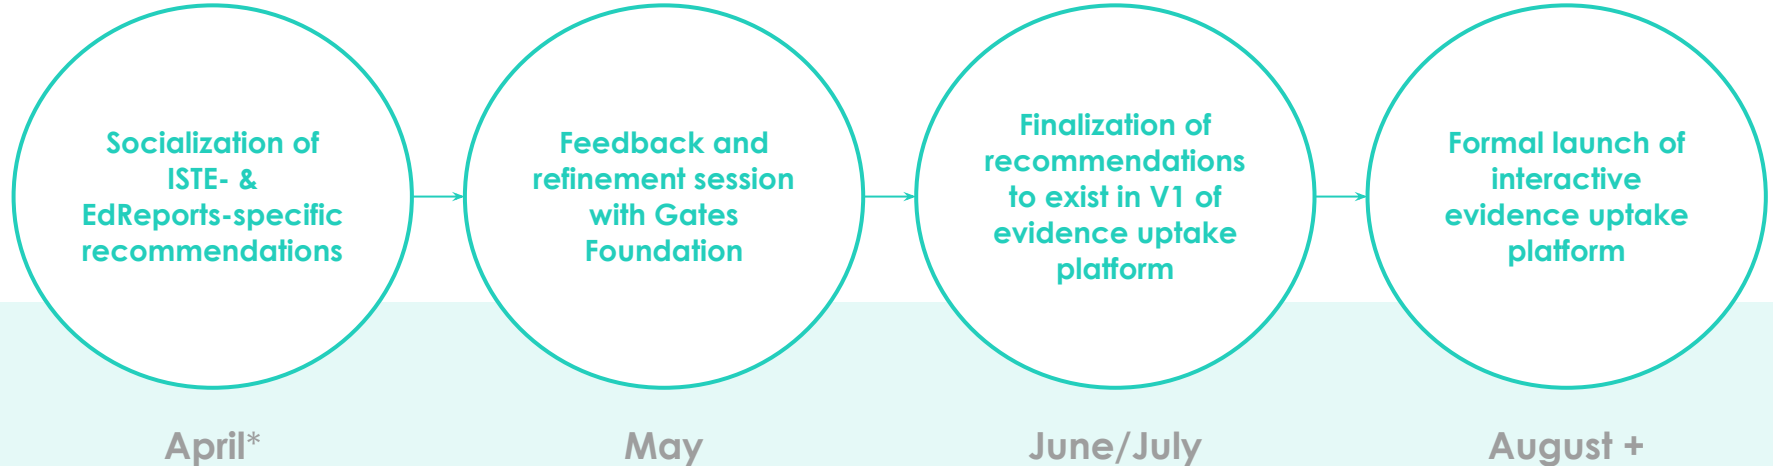 Socialization of
ISTE- &
EdReports-specific
recommendations
Feedback and
refinement session
with Gates
Foundation
Finalization of
recommendations
to exist in V1 of
evidence uptake
platform
Formal launch of
interactive
evidence uptake
platform
April*
May
June/July
August +